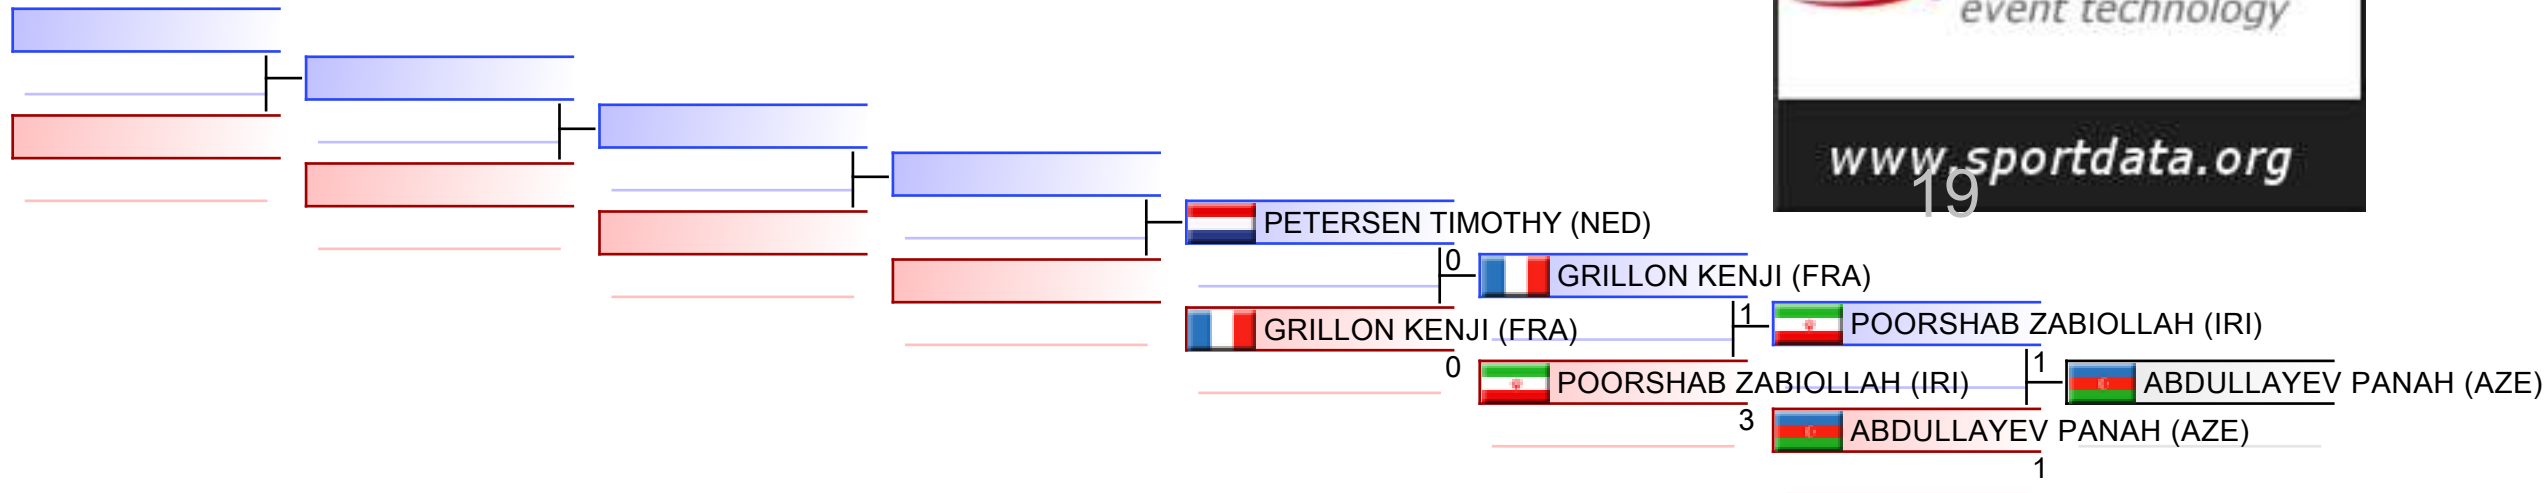 event technology
www.sportdata.org
19
PETERSEN TIMOTHY (NED)
0
GRILLON KENJI (FRA)
GRILLON KENJI (FRA)
0
1
POORSHAB ZABIOLLAH (IRI)
POORSHAB ZABIOLLAH (IRI)
3
1
ABDULLAYEV PANAH (AZE)
ABDULLAYEV PANAH (AZE)
1